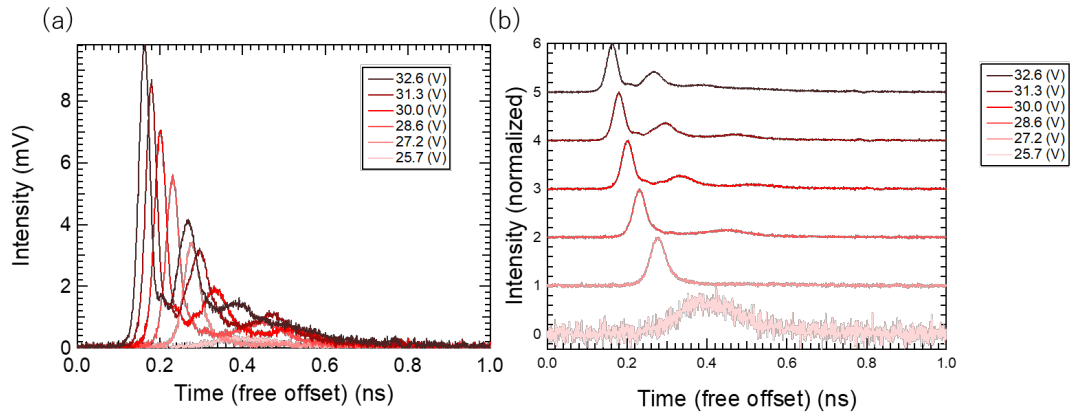 (a)
Intensity (mV)
8
6
4
2
0
32.6 (V)
31.3 (V)
30.0 (V)
28.6 (V)
27.2 (V)
25.7 (V)
0.0 0.2 0.4 0.6 0.8 1.0
Time (free offset) (ns)
(b)
Intensity (normalized)
6
5
4
3
2
1
0
0.0 0.2 0.4 0.6 0.8 1.0
Time (free offset) (ns)
32.6 (V)
31.3 (V)
30.0 (V)
28.6 (V)
27.2 (V)
25.7 (V)